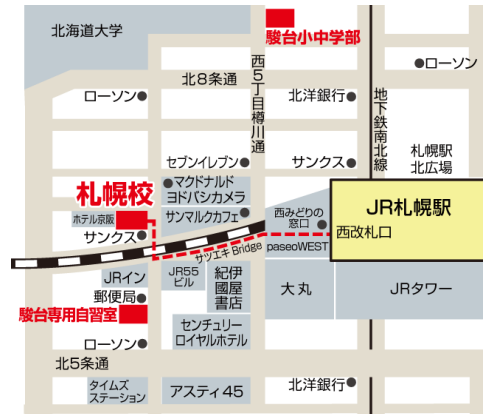 北海道大学
駿台小中学部
ローソン
北8条通
ローソン
北洋銀行
西5丁目樽川通
地下鉄南北線
セブンイレブン
サンクス
札幌駅
北広場
マクドナルド
ヨドバシカメラ
札幌校
ホテル京阪
サンマルクカフェ
西みどりの
窓口
JR札幌駅
西改札口
サンクス
サツエキ Bridge
paseoWEST
JRイン
JR55
ビル
紀伊
國屋
書店
大丸
JRタワー
郵便局
駿台専用自習室
センチュリー
ロイヤルホテル
ローソン
北5条通
タイムズ
ステーション
アスティ45
北洋銀行